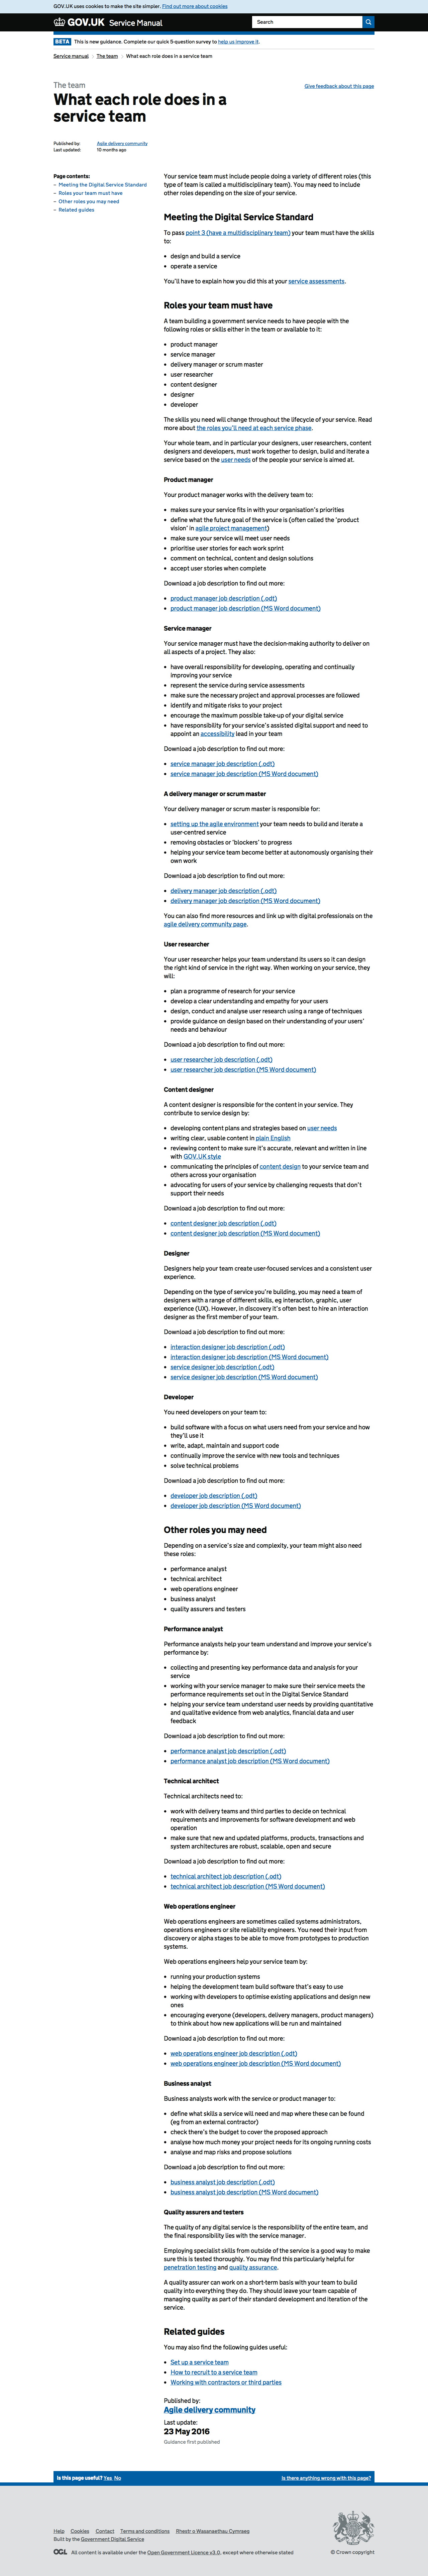 GOV.UK uses cookies to make the site simpler. Find out more about cookies
GOV.UK Service Manual
Search
BETA This is new guidance. Complete our quick 5-question survey to help us improve it.
Service manual
The team
What each role does in a service team
The team
What each role does in a
service team
Give feedback about this page
Published by: Agile delivery community
Last updated: 10 months ago
Page contents:
– Meeting the Digital Service Standard
– Roles your team must have
– Other roles you may need
– Related guides
Your service team must include people doing a variety of different roles (this
type of team is called a multidisciplinary team). You may need to include
other roles depending on the size of your service.
Meeting the Digital Service Standard
To pass point 3 (have a multidisciplinary team) your team must have the skills
to:
• design and build a service
• operate a service
You’ll have to explain how you did this at your service assessments.
Roles your team must have
A team building a government service needs to have people with the
following roles or skills either in the team or available to it:
• product manager
• service manager
• delivery manager or scrum master
• user researcher
• content designer
• designer
• developer
The skills you need will change throughout the lifecycle of your service. Read
more about the roles you’ll need at each service phase.
Your whole team, and in particular your designers, user researchers, content
designers and developers, must work together to design, build and iterate a
service based on the user needs of the people your service is aimed at.
Product manager
Your product manager works with the delivery team to:
• makes sure your service fits in with your organisation’s priorities
• define what the future goal of the service is (often called the ‘product
vision’ in agile project management)
• make sure your service will meet user needs
• prioritise user stories for each work sprint
• comment on technical, content and design solutions
• accept user stories when complete
Download a job description to find out more:
• product manager job description (.odt)
• product manager job description (MS Word document)
Service manager
Your service manager must have the decision-making authority to deliver on
all aspects of a project. They also:
• have overall responsibility for developing, operating and continually
improving your service
• represent the service during service assessments
• make sure the necessary project and approval processes are followed
• identify and mitigate risks to your project
• encourage the maximum possible take-up of your digital service
• have responsibility for your service’s assisted digital support and need to
appoint an accessibility lead in your team
Download a job description to find out more:
• service manager job description (.odt)
• service manager job description (MS Word document)
A delivery manager or scrum master
Your delivery manager or scrum master is responsible for:
• setting up the agile environment your team needs to build and iterate a
user-centred service
• removing obstacles or ‘blockers’ to progress
• helping your service team become better at autonomously organising their
own work
Download a job description to find out more:
• delivery manager job description (.odt)
• delivery manager job description (MS Word document)
You can also find more resources and link up with digital professionals on the
agile delivery community page.
User researcher
Your user researcher helps your team understand its users so it can design
the right kind of service in the right way. When working on your service, they
will:
• plan a programme of research for your service
• develop a clear understanding and empathy for your users
• design, conduct and analyse user research using a range of techniques
• provide guidance on design based on their understanding of your users’
needs and behaviour
Download a job description to find out more:
• user researcher job description (.odt)
• user researcher job description (MS Word document)
Content designer
A content designer is responsible for the content in your service. They
contribute to service design by:
• developing content plans and strategies based on user needs
• writing clear, usable content in plain English
• reviewing content to make sure it’s accurate, relevant and written in line
with GOV.UK style
• communicating the principles of content design to your service team and
others across your organisation
• advocating for users of your service by challenging requests that don’t
support their needs
Download a job description to find out more:
• content designer job description (.odt)
• content designer job description (MS Word document)
Designer
Designers help your team create user-focused services and a consistent user
experience.
Depending on the type of service you’re building, you may need a team of
designers with a range of different skills, eg interaction, graphic, user
experience (UX). However, in discovery it’s often best to hire an interaction
designer as the first member of your team.
Download a job description to find out more:
• interaction designer job description (.odt)
• interaction designer job description (MS Word document)
• service designer job description (.odt)
• service designer job description (MS Word document)
Developer
You need developers on your team to:
• build software with a focus on what users need from your service and how
they’ll use it
• write, adapt, maintain and support code
• continually improve the service with new tools and techniques
• solve technical problems
Download a job description to find out more:
• developer job description (.odt)
• developer job description (MS Word document)
Other roles you may need
Depending on a service’s size and complexity, your team might also need
these roles:
• performance analyst
• technical architect
• web operations engineer
• business analyst
• quality assurers and testers
Performance analyst
Performance analysts help your team understand and improve your service’s
performance by:
• collecting and presenting key performance data and analysis for your
service
• working with your service manager to make sure their service meets the
performance requirements set out in the Digital Service Standard
• helping your service team understand user needs by providing quantitative
and qualitative evidence from web analytics, financial data and user
feedback
Download a job description to find out more:
• performance analyst job description (.odt)
• performance analyst job description (MS Word document)
Technical architect
Technical architects need to:
• work with delivery teams and third parties to decide on technical
requirements and improvements for software development and web
operation
• make sure that new and updated platforms, products, transactions and
system architectures are robust, scalable, open and secure
Download a job description to find out more:
• technical architect job description (.odt)
• technical architect job description (MS Word document)
Web operations engineer
Web operations engineers are sometimes called systems administrators,
operations engineers or site reliability engineers. You need their input from
discovery or alpha stages to be able to move from prototypes to production
systems.
Web operations engineers help your service team by:
• running your production systems
• helping the development team build software that’s easy to use
• working with developers to optimise existing applications and design new
ones
• encouraging everyone (developers, delivery managers, product managers)
to think about how new applications will be run and maintained
Download a job description to find out more:
• web operations engineer job description (.odt)
• web operations engineer job description (MS Word document)
Business analyst
Business analysts work with the service or product manager to:
• define what skills a service will need and map where these can be found
(eg from an external contractor)
• check there’s the budget to cover the proposed approach
• analyse how much money your project needs for its ongoing running costs
• analyse and map risks and propose solutions
Download a job description to find out more:
• business analyst job description (.odt)
• business analyst job description (MS Word document)
Quality assurers and testers
The quality of any digital service is the responsibility of the entire team, and
the final responsibility lies with the service manager.
Employing specialist skills from outside of the service is a good way to make
sure this is tested thoroughly. You may find this particularly helpful for
penetration testing and quality assurance.
A quality assurer can work on a short-term basis with your team to build
quality into everything they do. They should leave your team capable of
managing quality as part of their standard development and iteration of the
service.
Related guides
You may also find the following guides useful:
• Set up a service team
• How to recruit to a service team
• Working with contractors or third parties
Published by:
Agile delivery community
Last update:
23 May 2016
Guidance first published
Is this page useful? Yes No
Is there anything wrong with this page?
Help Cookies Contact Terms and conditions Rhestr o Wasanaethau Cymraeg
Built by the Government Digital Service
OGL All content is available under the Open Government Licence v3.0, except where otherwise stated
© Crown copyright